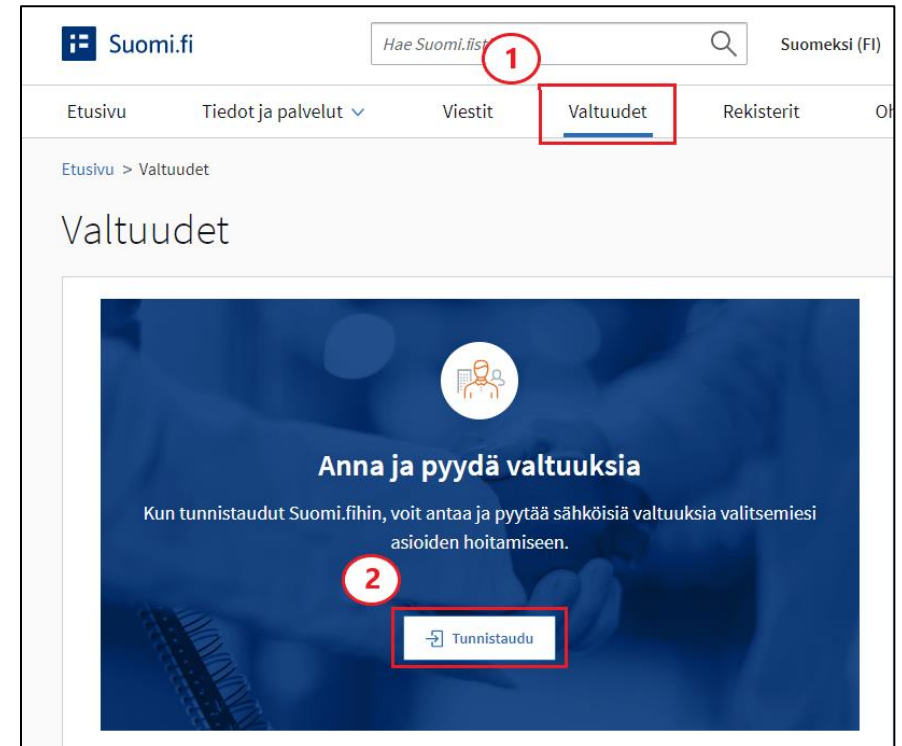 Suomi.fi
Hae Suomi.fist
1
Suomeksi (FI)
Etusivu Tiedot ja palvelut Viestit Valtuudet Rekisterit
Etusivu > Valtuudet
Valtuudet
Anna ja pyydä valtuuksia
Kun tunnistaudut Suomi.fihin, voit antaa ja pyytää sähköisiä valtuuksia valitsemiesi
asioiden hoitamiseen.
2
Tunnistaudu